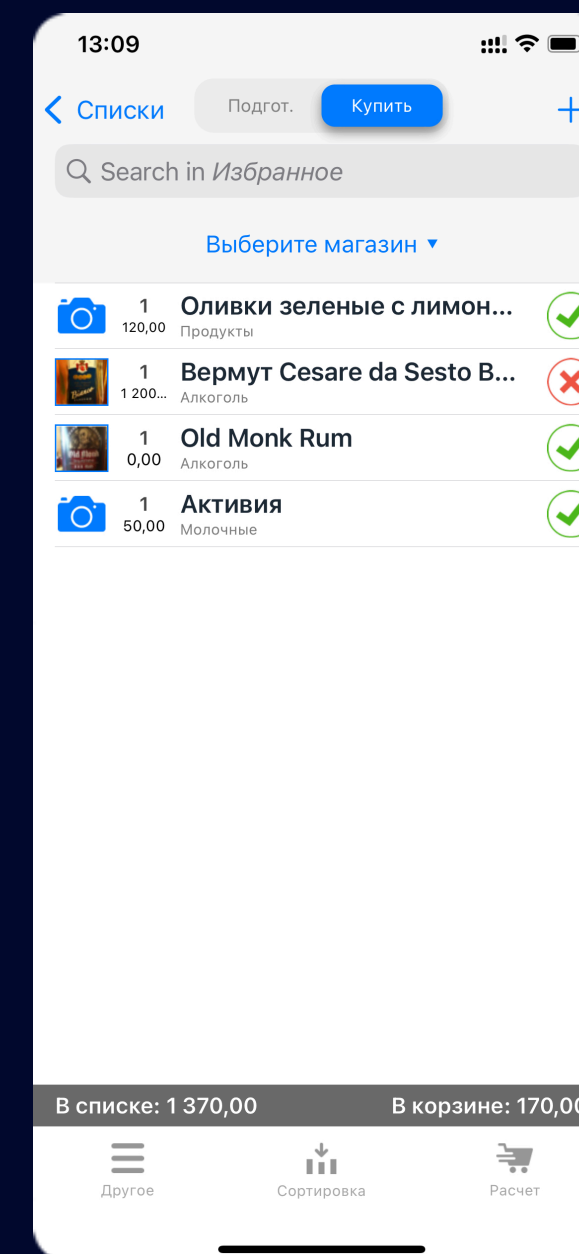 13:09
Списки
Подгот.
Купить
Search in Избранное
Выберите магазин ▼
1
120,00
Оливки зеленые с лимон...
Продукты
1
1 200...
Вермут Cesare da Sesto B...
Алкоголь
1
0,00
Old Monk Rum
Алкоголь
1
50,00
Активия
Молочные
В списке: 1 370,00
В корзине: 170,00
Другое
Сортировка
Расчет